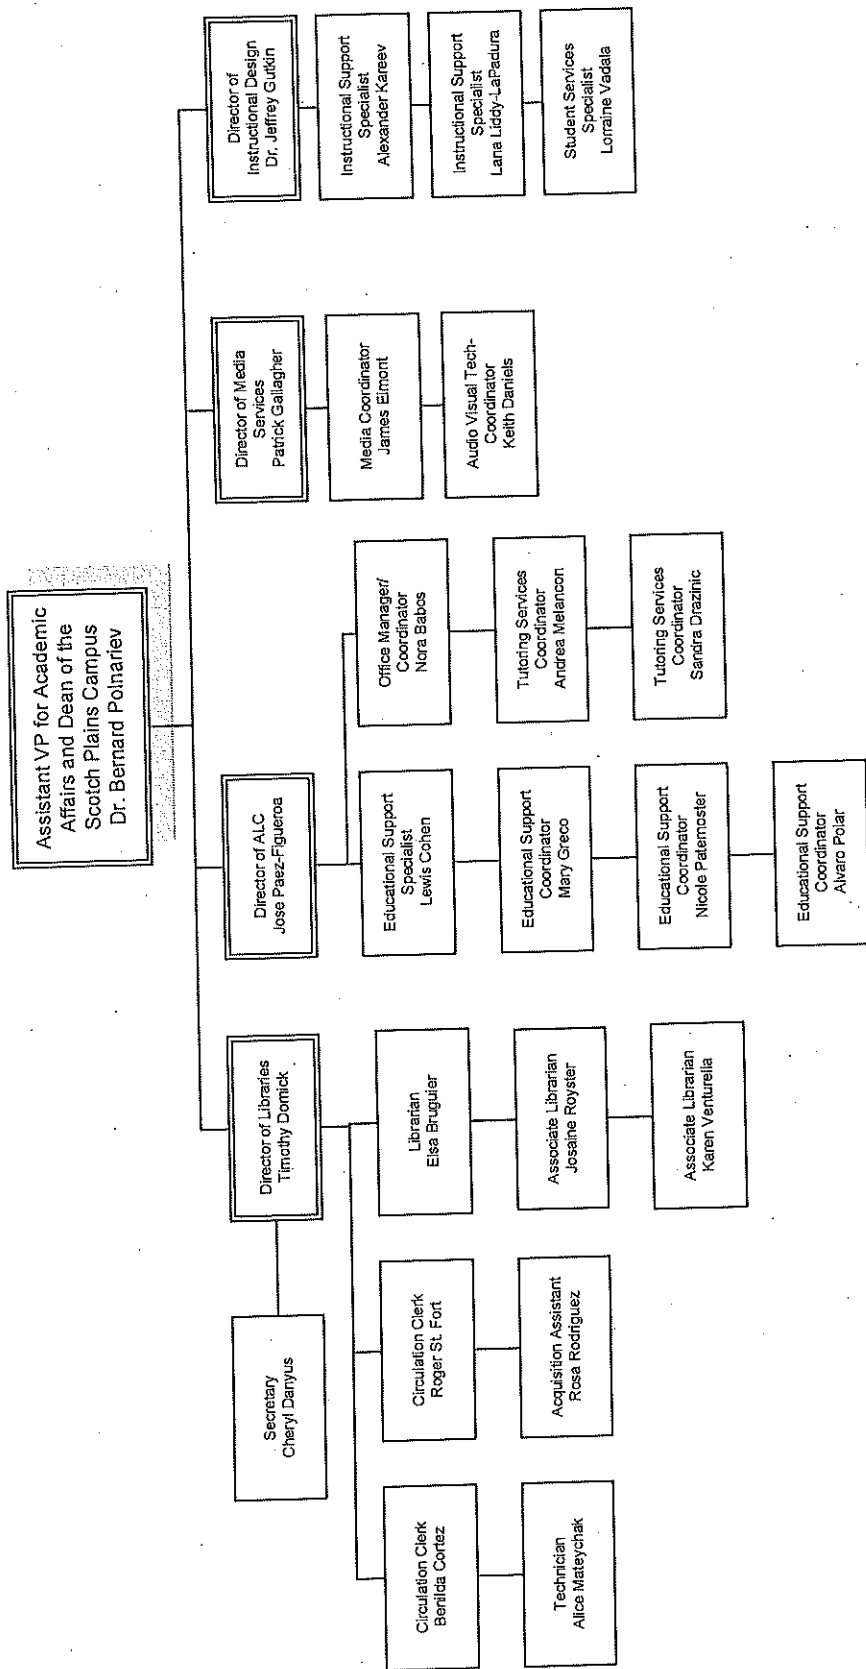 Assistant VP for Academic
Affairs and Dean of the
Scotch Plains Campus
Dr. Bernard Polnariev
Secretary
Cheryl Danyus
Director of Libraries
Timothy Dornick
Circulation Clerk
Benilda Cortez
Technician
Alice Mateychak
Circulation Clerk
Roger St. Fort
Acquisition Assistant
Rosa Rodriguez
Librarian
Elsa Bruguier
Associate Librarian
Josaine Royster
Associate Librarian
Karen Venturella
Director of ALC
Jose Paez-Figueroa
Educational Support
Specialist
Lewis Cohen
Educational Support
Coordinator
Mary Greco
Educational Support
Coordinator
Nicole Paternoster
Educational Support
Coordinator
Alvaro Polar
Office Manager/
Coordinator
Nora Babos
Tutoring Services
Coordinator
Andrea Melancon
Tutoring Services
Coordinator
Sandra Drazinic
Director of Media
Services
Patrick Gallagher
Media Coordinator
James Elmont
Audio Visual Tech-
Coordinator
Keith Daniels
Director of
Instructional Design
Dr. Jeffrey Gutkin
Instructional Support
Specialist
Alexander Kareev
Instructional Support
Specialist
Lana Liddy-LaPadura
Student Services
Specialist
Lorraine Vadala